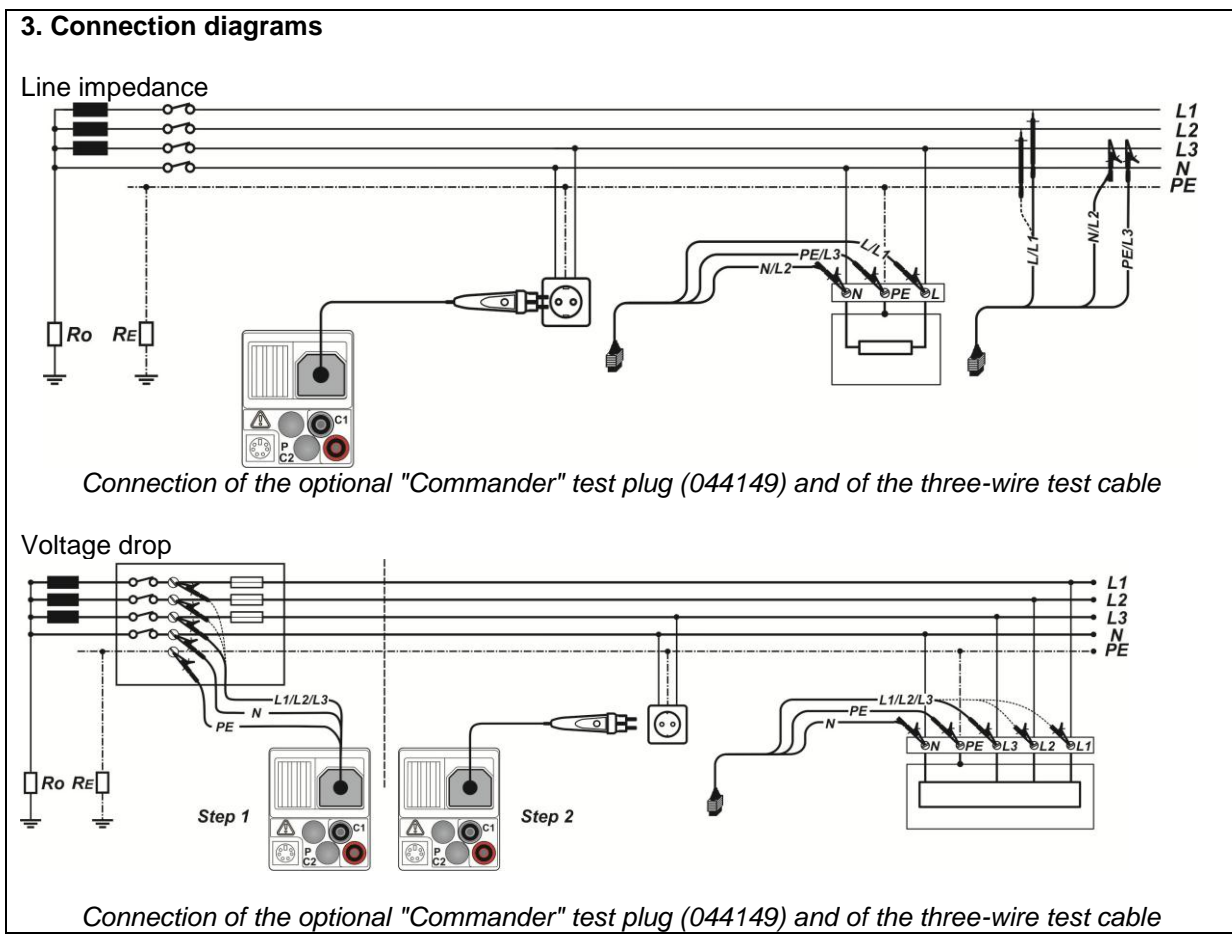 3. Connection diagrams
Line impedance
L1
L2
L3
N
PE
L/L1
PE/L3
N/L2
N PE L
L/L1
N/L2
PE/L3
Ro RE
C1
P
C2
Connection of the optional "Commander" test plug (044149) and of the three-wire test cable
Voltage drop
L1
L2
L3
N
PE
L1/L2/L3
N
PE
L1/L2/L3
PE
N
N PE L3 L2 L1
Ro RE
Step 1
C1
P
C2
Step 2
C1
P
C2
Connection of the optional "Commander" test plug (044149) and of the three-wire test cable